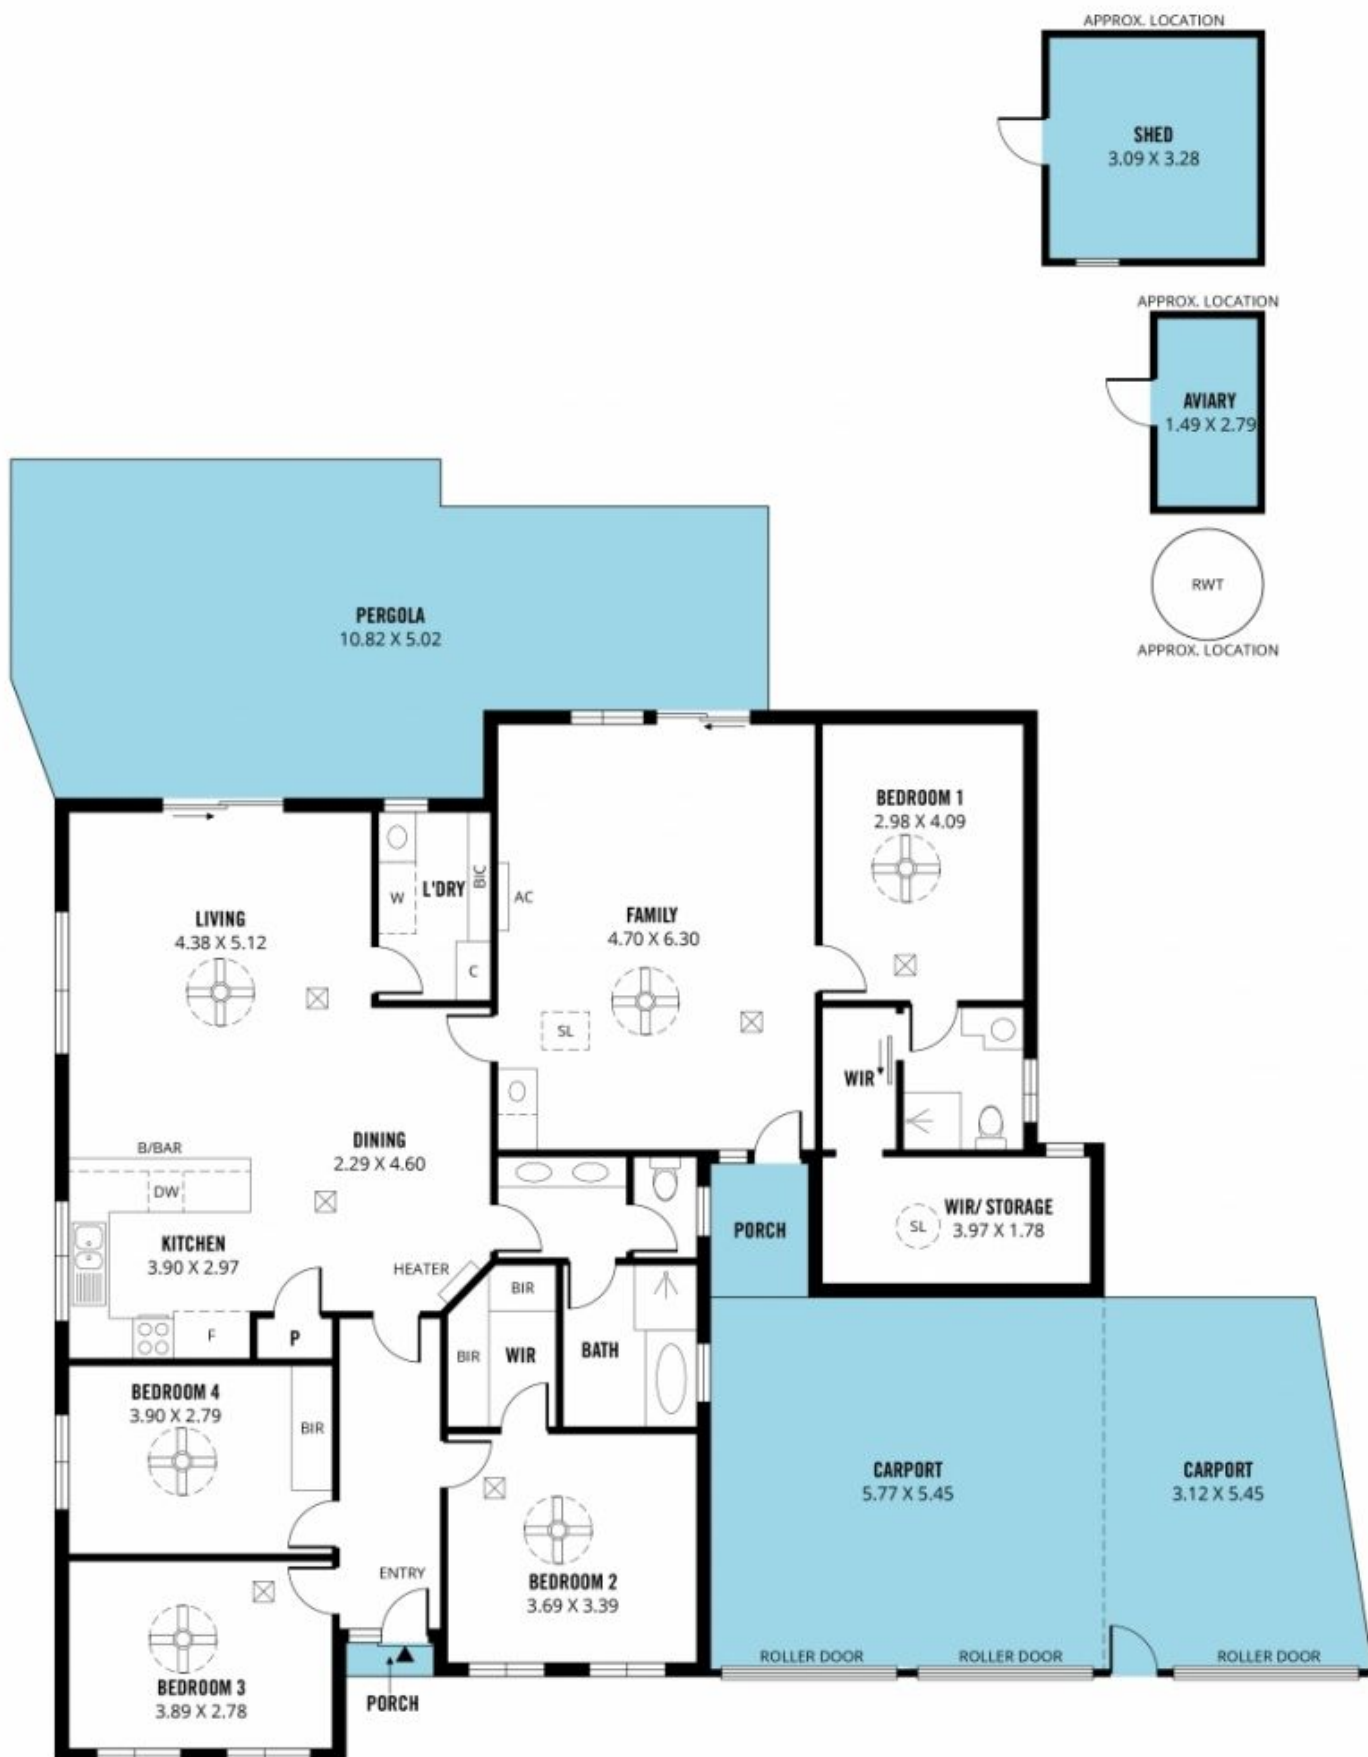 APPROX. LOCATION
SHED
3.09 X 3.28
APPROX. LOCATION
AVIARY
1.49 X 2.79
RWT
APPROX. LOCATION
PERGOLA
10.82 X 5.02
BEDROOM 1
2.98 X 4.09
L'DRY
BIC
W
C
AC
LIVING
4.38 X 5.12
FAMILY
4.70 X 6.30
SL
WIR
B/BAR
DINING
2.29 X 4.60
DW
KITCHEN
3.90 X 2.97
HEATER
F
P
PORCH
SL
WIR/ STORAGE
3.97 X 1.78
BIR
BIR
WIR
BATH
BEDROOM 4
3.90 X 2.79
BIR
CARPORT
5.77 X 5.45
CARPORT
3.12 X 5.45
ENTRY
BEDROOM 2
3.69 X 3.39
BEDROOM 3
3.89 X 2.78
PORCH
ROLLER DOOR
ROLLER DOOR
ROLLER DOOR